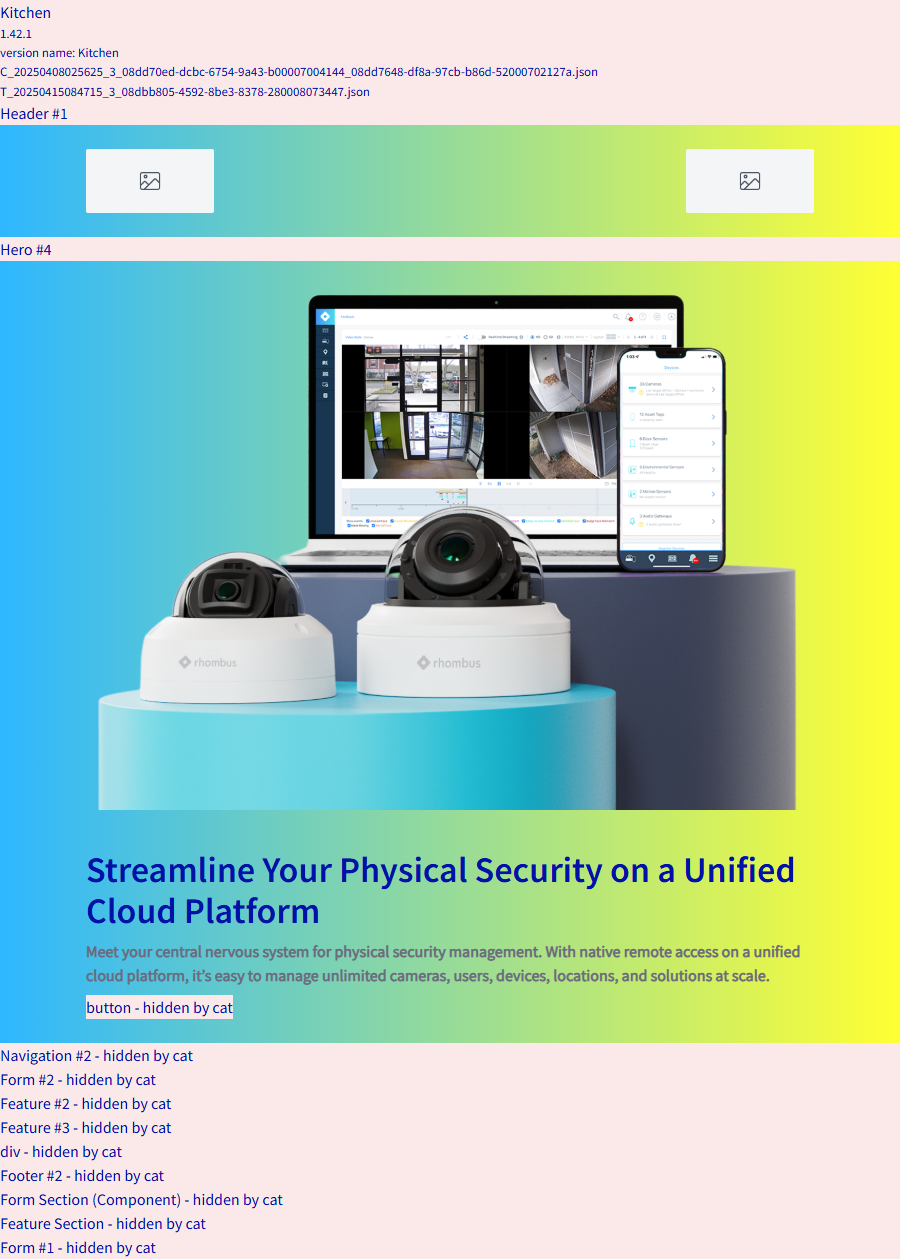 Kitchen
1.42.1
version name: Kitchen
C_20250408025625_3_08dd70ed-dcbc-6754-9a43-b00007004144_08dd7648-df8a-97cb-b86d-52000702127a.json
T_20250415084715_3_08dbb805-4592-8be3-8378-280008073447.json
Header #1
Hero #4
Devices
rhombus
rhombus
Streamline Your Physical Security on a Unified
Cloud Platform
Meet your central nervous system for physical security management. With native remote access on a unified
cloud platform, it’s easy to manage unlimited cameras, users, devices, locations, and solutions at scale.
button - hidden by cat
Navigation #2 - hidden by cat
Form #2 - hidden by cat
Feature #2 - hidden by cat
Feature #3 - hidden by cat
div - hidden by cat
Footer #2 - hidden by cat
Form Section (Component) - hidden by cat
Feature Section - hidden by cat
Form #1 - hidden by cat